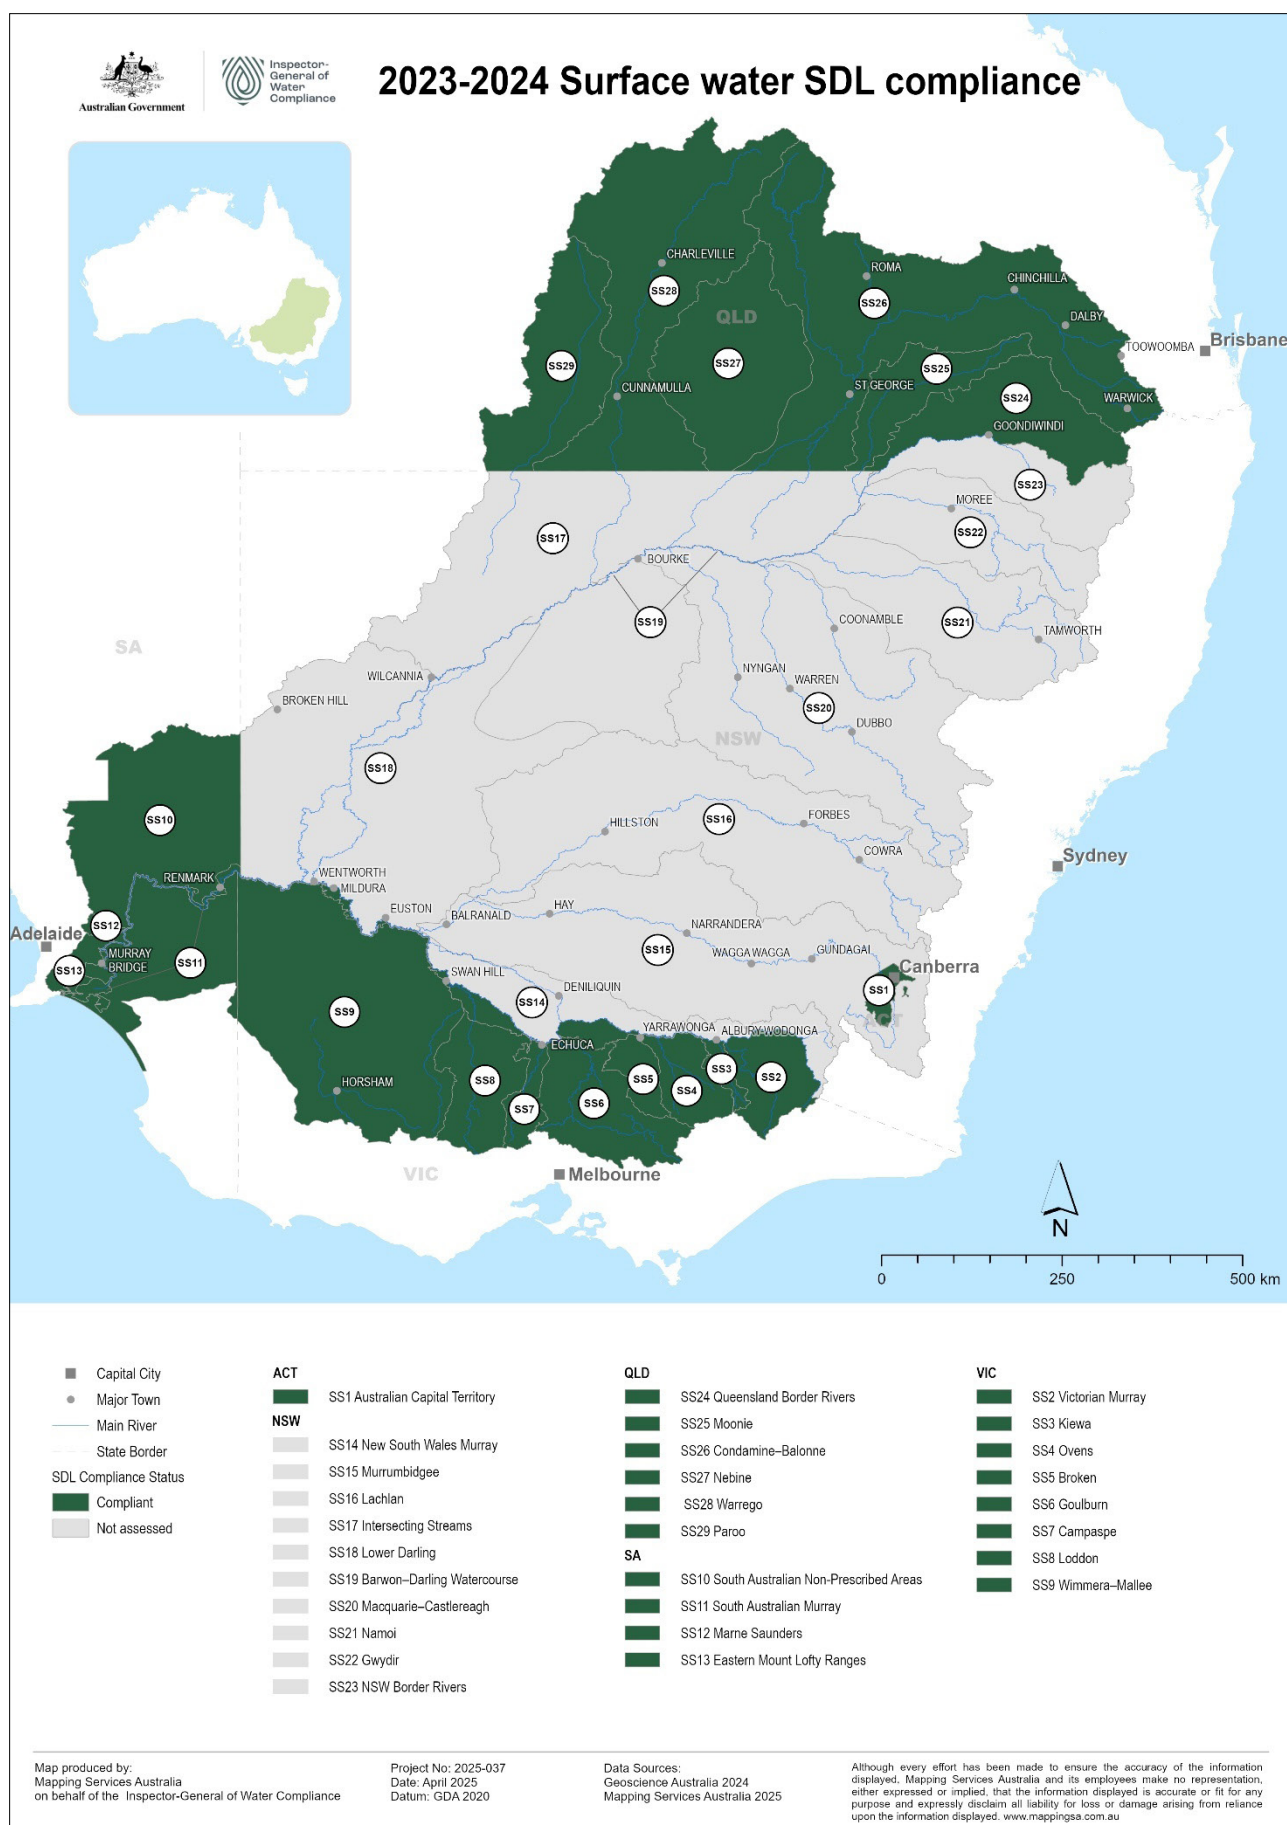 Australian Government
Inspector-
General of
Water
Compliance
2023-2024 Surface water SDL compliance
CHARLEVILLE
ROMA
SS28
SS26
CHINCHILLA
QLD
DALBY
Brisbane
TOOWOOMBA
SS29
SS27
SS25
CUNNAMULLA
ST GEORGE
SS24
WARWICK
GOONDIWINDI
SS23
MOREE
SS22
SS17
BOURKE
SS19
COONAMBLE
SS21
TAMWORTH
SA
WILCANNIA
NYNGAN
WARREN
BROKEN HILL
SS20
DUBBO
NSW
SS18
SS10
HILLSTON
SS16
FORBES
COWRA
Sydney
RENMARK
WENTWORTH
MILDURA
EUSTON
BALRANALD
HAY
NARRANDERA
SS12
Adelaide
MURRAY
BRIDGE
SS11
SS13
SS15
WAGGA WAGGA
GUNDAGAI
Canberra
SWAN HILL
DENILIQUIN
SS1
ACT
SS14
SS9
YARRAWONGA
ALBURY-WODONGA
ECHUCA
HORSHAM
SS8
SS5
SS3
SS2
SS4
SS7
SS6
VIC
Melbourne
N
0
250
500 km
Capital City
Major Town
Main River
State Border
SDL Compliance Status
Compliant
Not assessed
ACT
SS1 Australian Capital Territory
NSW
SS14 New South Wales Murray
SS15 Murrumbidgee
SS16 Lachlan
SS17 Intersecting Streams
SS18 Lower Darling
SS19 Barwon–Darling Watercourse
SS20 Macquarie–Castlereagh
SS21 Namoi
SS22 Gwydir
SS23 NSW Border Rivers
QLD
SS24 Queensland Border Rivers
SS25 Moonie
SS26 Condamine–Balonne
SS27 Nebine
SS28 Warrego
SS29 Paroo
SA
SS10 South Australian Non-Prescribed Areas
SS11 South Australian Murray
SS12 Marne Saunders
SS13 Eastern Mount Lofty Ranges
VIC
SS2 Victorian Murray
SS3 Kiewa
SS4 Ovens
SS5 Broken
SS6 Goulburn
SS7 Campaspe
SS8 Loddon
SS9 Wimmera–Mallee
Map produced by:
Mapping Services Australia
on behalf of the Inspector-General of Water Compliance
Project No: 2025-037
Date: April 2025
Datum: GDA 2020
Data Sources:
Geoscience Australia 2024
Mapping Services Australia 2025
Although every effort has been made to ensure the accuracy of the information
displayed, Mapping Services Australia and its employees make no representation,
either expressed or implied, that the information displayed is accurate or fit for any
purpose and expressly disclaim all liability for loss or damage arising from reliance
upon the information displayed. www.mappingsa.com.au